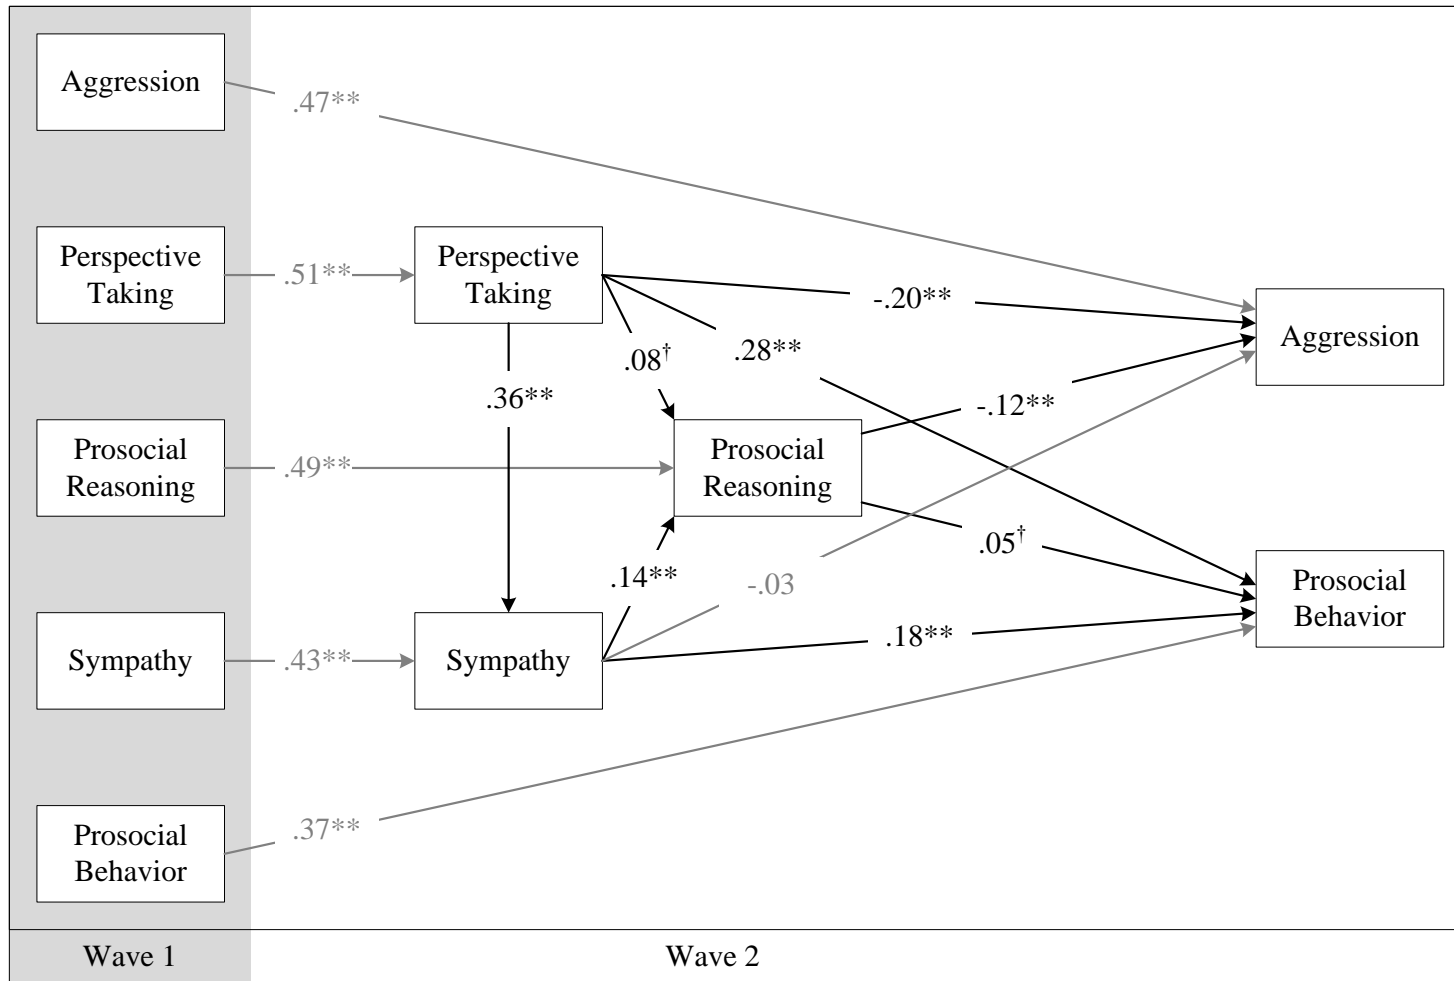 Aggression
.47**
Perspective
Taking
.51**
Perspective
Taking
-.20**
.28**
.08†
.36**
Aggression
-.12**
Prosocial
Reasoning
.49**
Prosocial
Reasoning
.05†
.14**
-.03
Prosocial
Behavior
.18**
Sympathy
.43**
Sympathy
.37**
Prosocial
Behavior
Wave 1
Wave 2